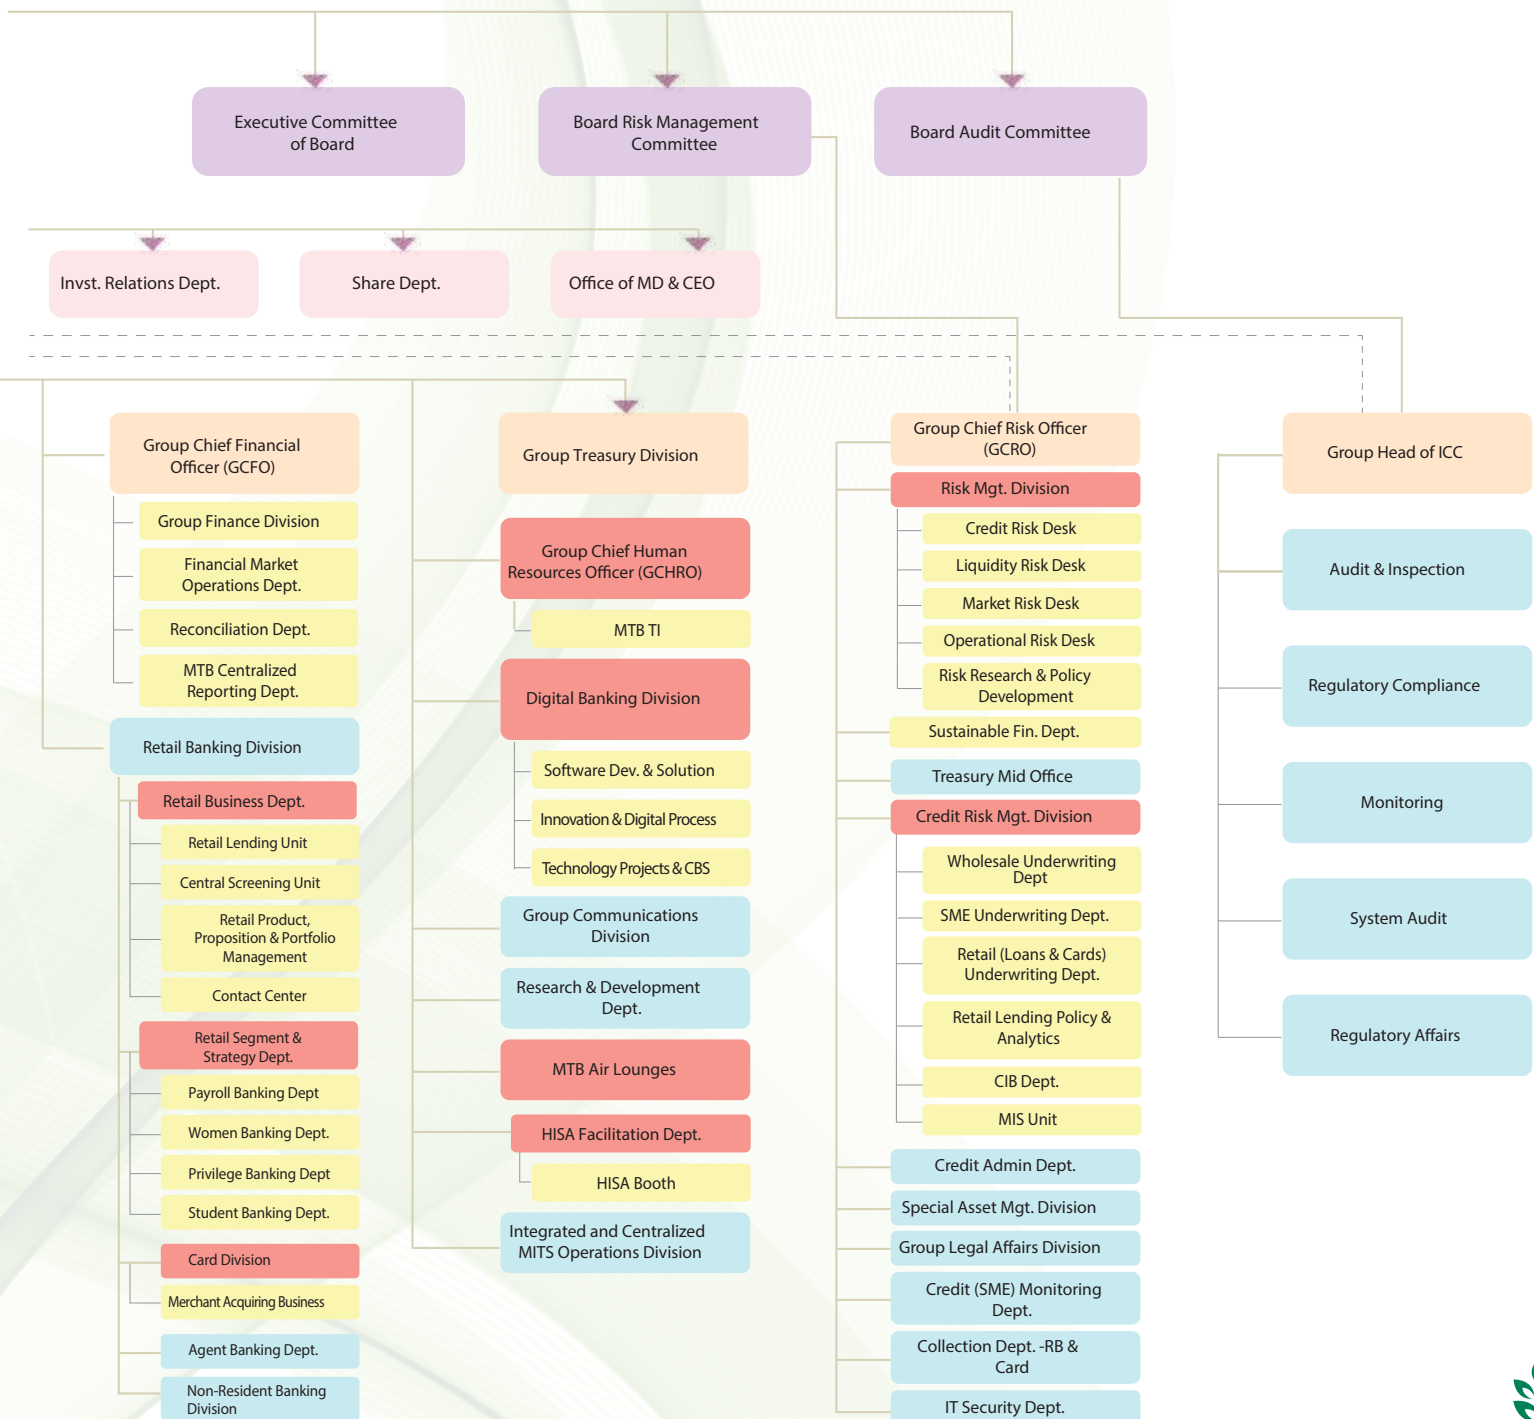 Executive Committee
of Board
Board Risk Management
Committee
Board Audit Committee
Invst. Relations Dept.
Share Dept.
Office of MD & CEO
Group Chief Financial
Officer (GCFO)
Group Finance Division
Financial Market
Operations Dept.
Reconciliation Dept.
MTB Centralized
Reporting Dept.
Retail Banking Division
Retail Business Dept.
Retail Lending Unit
Central Screening Unit
Retail Product,
Proposition & Portfolio
Management
Contact Center
Retail Segment &
Strategy Dept.
Payroll Banking Dept
Women Banking Dept.
Privilege Banking Dept
Student Banking Dept.
Card Division
Merchant Acquiring Business
Agent Banking Dept.
Non-Resident Banking
Division
Group Treasury Division
Group Chief Human
Resources Officer (GCHRO)
MTB TI
Digital Banking Division
Software Dev. & Solution
Innovation & Digital Process
Technology Projects & CBS
Group Communications
Division
Research & Development
Dept.
MTB Air Lounges
HISA Facilitation Dept.
HISA Booth
Integrated and Centralized
MITS Operations Division
Group Chief Risk Officer
(GCRO)
Risk Mgt. Division
Credit Risk Desk
Liquidity Risk Desk
Market Risk Desk
Operational Risk Desk
Risk Research & Policy
Development
Sustainable Fin. Dept.
Treasury Mid Office
Credit Risk Mgt. Division
Wholesale Underwriting
Dept
SME Underwriting Dept.
Retail (Loans & Cards)
Underwriting Dept.
Retail Lending Policy &
Analytics
CIB Dept.
MIS Unit
Credit Admin Dept.
Special Asset Mgt. Division
Group Legal Affairs Division
Credit (SME) Monitoring
Dept.
Collection Dept. -RB &
Card
IT Security Dept.
Group Head of ICC
Audit & Inspection
Regulatory Compliance
Monitoring
System Audit
Regulatory Affairs